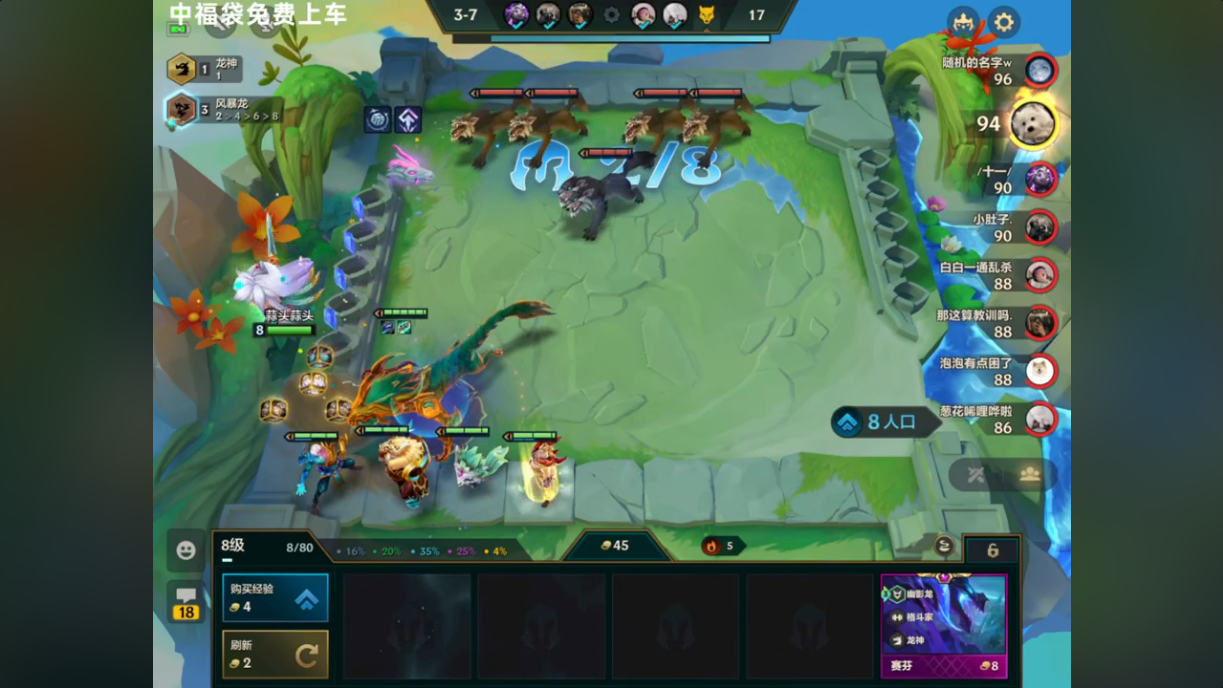 中福袋免费上车
3-7
17
1 龙神
1
3 风暴龙
2 > 4 > 6 > 8
2/8
随机的名字w
96
94
/十一/
90
小肚子.
90
白白一通乱杀
88
那这算教训吗.
88
泡泡有点困了
88
葱花唏哩哗啦
86
蒜头蒜头
8
8人口
8级
8/80
16% 20% 35% 25% 4%
45
5
6
购买经验
4
刷新
2
18
3 幽影龙
格斗家
龙神
赛芬
8